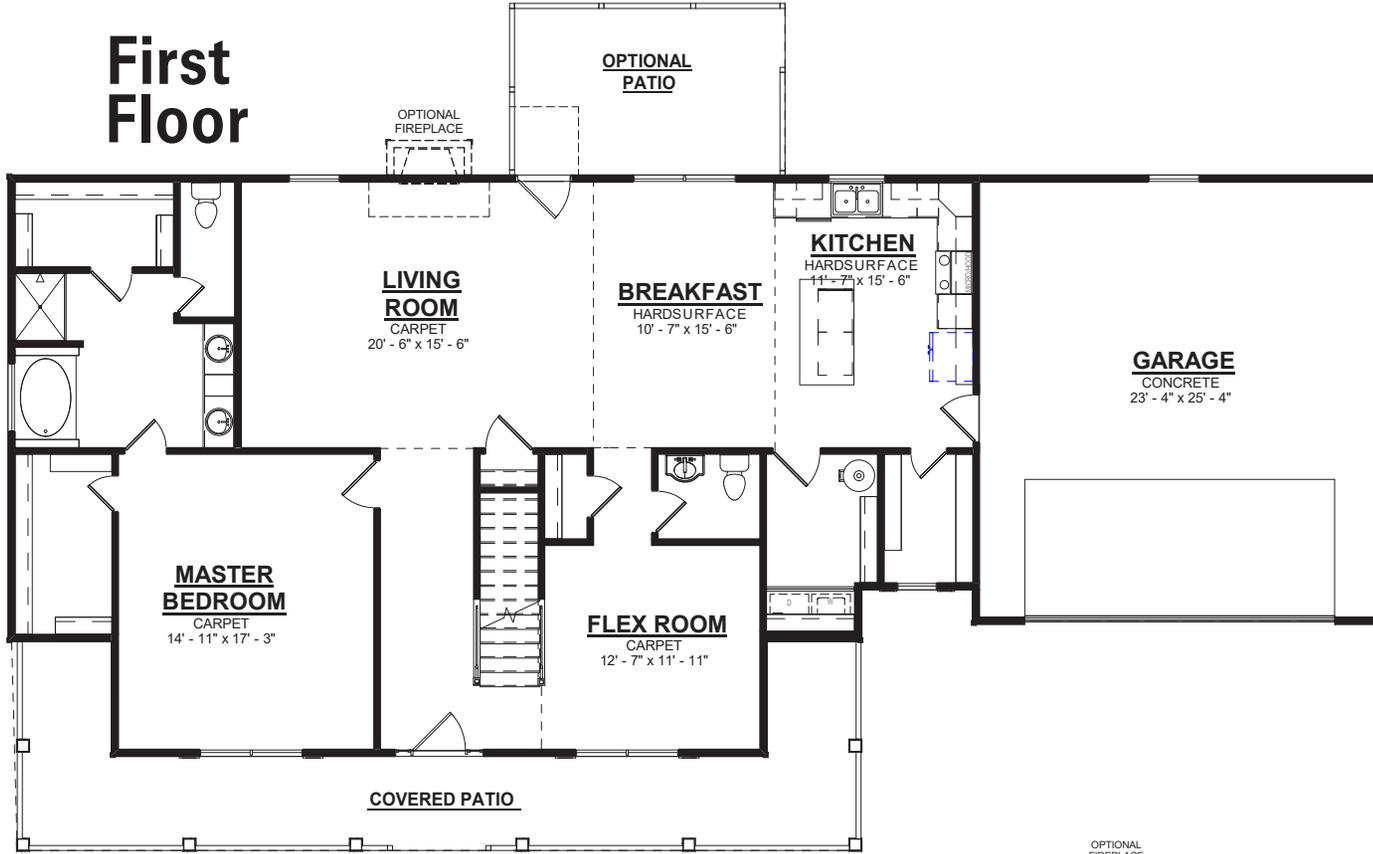 First
Floor
OPTIONAL
PATIO
OPTIONAL
FIREPLACE
KITCHEN
HARDSURFACE
11' - 7" x 15' - 6"
LIVING
ROOM
CARPET
20' - 6" x 15' - 6"
BREAKFAST
HARDSURFACE
10' - 7" x 15' - 6"
GARAGE
CONCRETE
23' - 4" x 25' - 4"
MASTER
BEDROOM
CARPET
14' - 11" x 17' - 3"
FLEX ROOM
CARPET
12' - 7" x 11' - 11"
D
W
COVERED PATIO
OPTIONAL
FIREPLACE